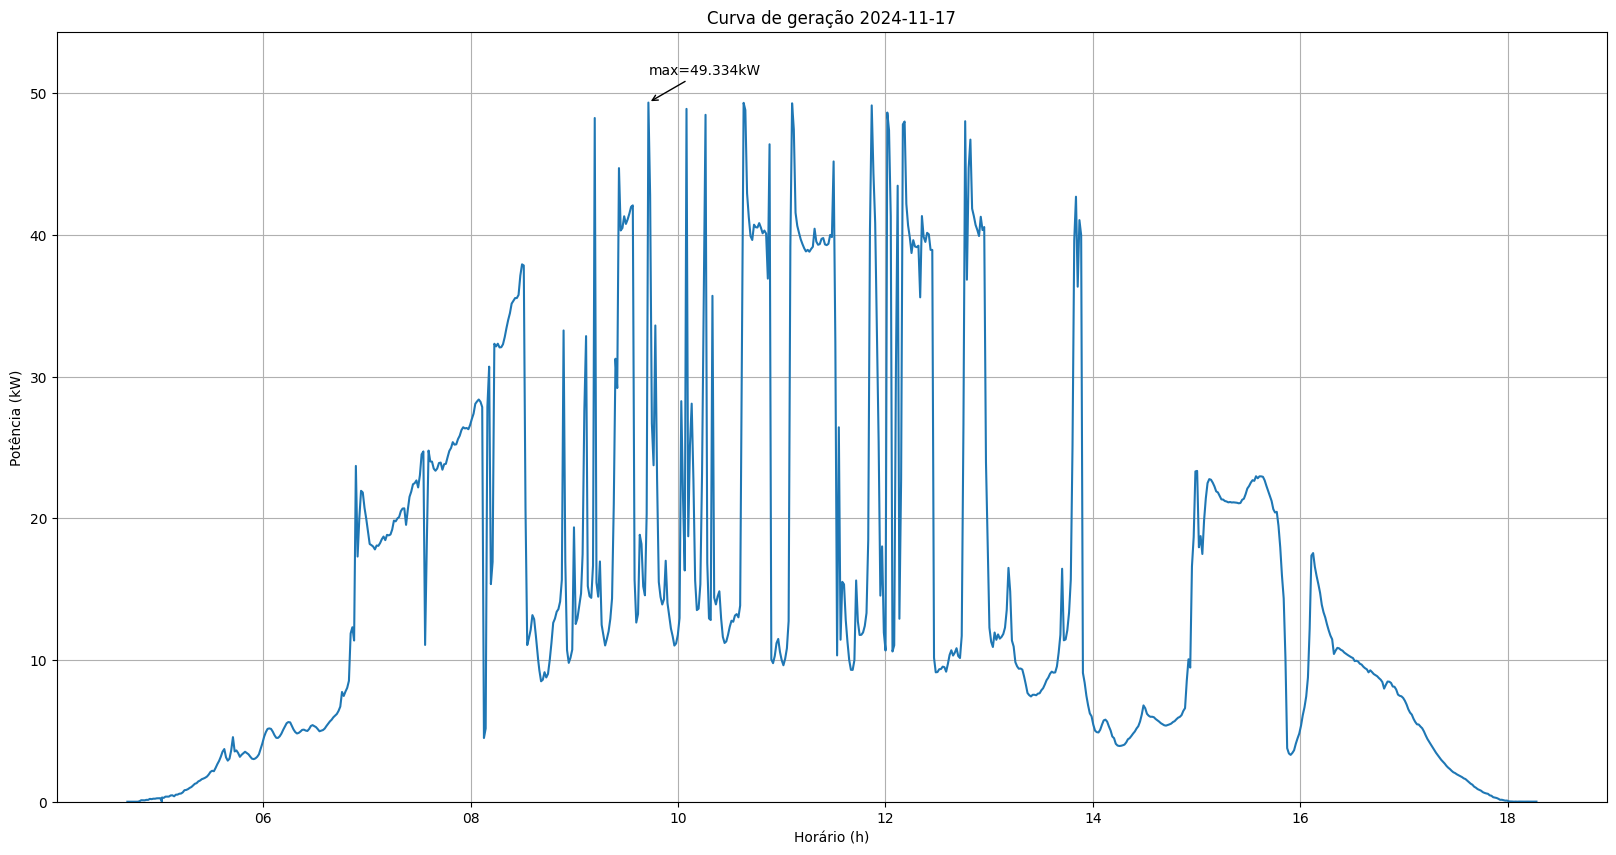 Curva de geração 2024-11-17
max=49.334kW
Potência (kW)
50
40
30
20
10
0
06 08 10 12 14 16 18
Horário (h)